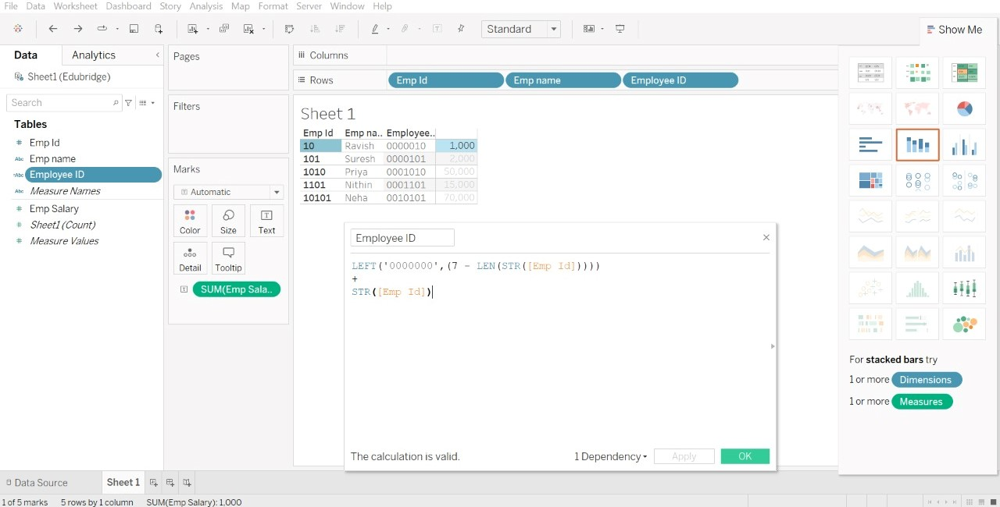 File Data Worksheet Dashboard Story Analysis Map Format Server Window Help
Standard
Show Me
Data Analytics
Sheet1 (Edubridge)
Search
Tables
Emp Id
Abc Emp name
Abc Employee ID
Abc Measure Names
Emp Salary
Sheet1 (Count)
Measure Values
Pages
Filters
Marks
Automatic
Color Size Text
Detail Tooltip
SUM(Emp Sala..
Columns
Rows Emp Id Emp name Employee ID
Sheet 1
Emp Id Emp na.. Employee..
10 Ravish 0000010 1,000
101 Suresh 0000101 2,000
1010 Priya 0001010 50,000
1101 Nithin 0001101 15,000
10101 Neha 0010101 70,000
Employee ID
LEFT('0000000',(7 - LEN(STR([Emp Id]))))
+
STR([Emp Id])
The calculation is valid. 1 Dependency Apply OK
For stacked bars try
1 or more Dimensions
1 or more Measures
Data Source Sheet 1
1 of 5 marks 5 rows by 1 column SUM(Emp Salary): 1,000